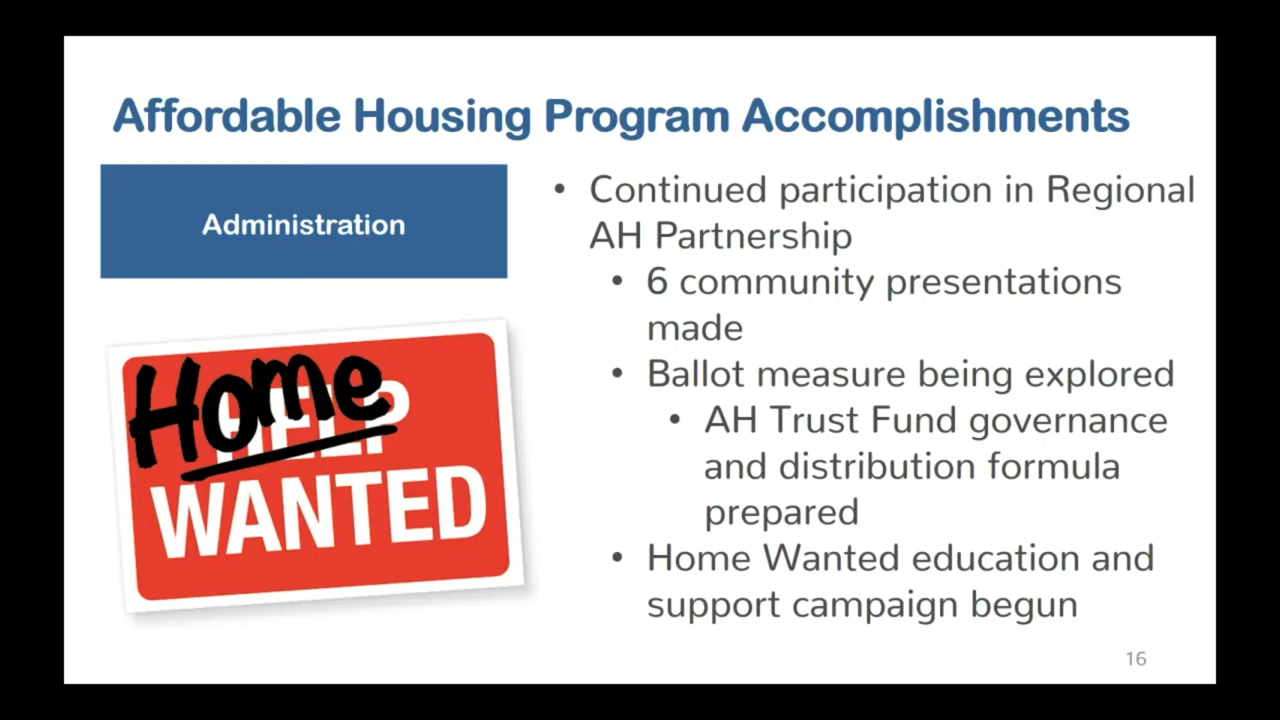 Affordable Housing Program Accomplishments
Administration
Home
HELP
WANTED
• Continued participation in Regional
AH Partnership
• 6 community presentations
made
• Ballot measure being explored
• AH Trust Fund governance
and distribution formula
prepared
• Home Wanted education and
support campaign begun
16